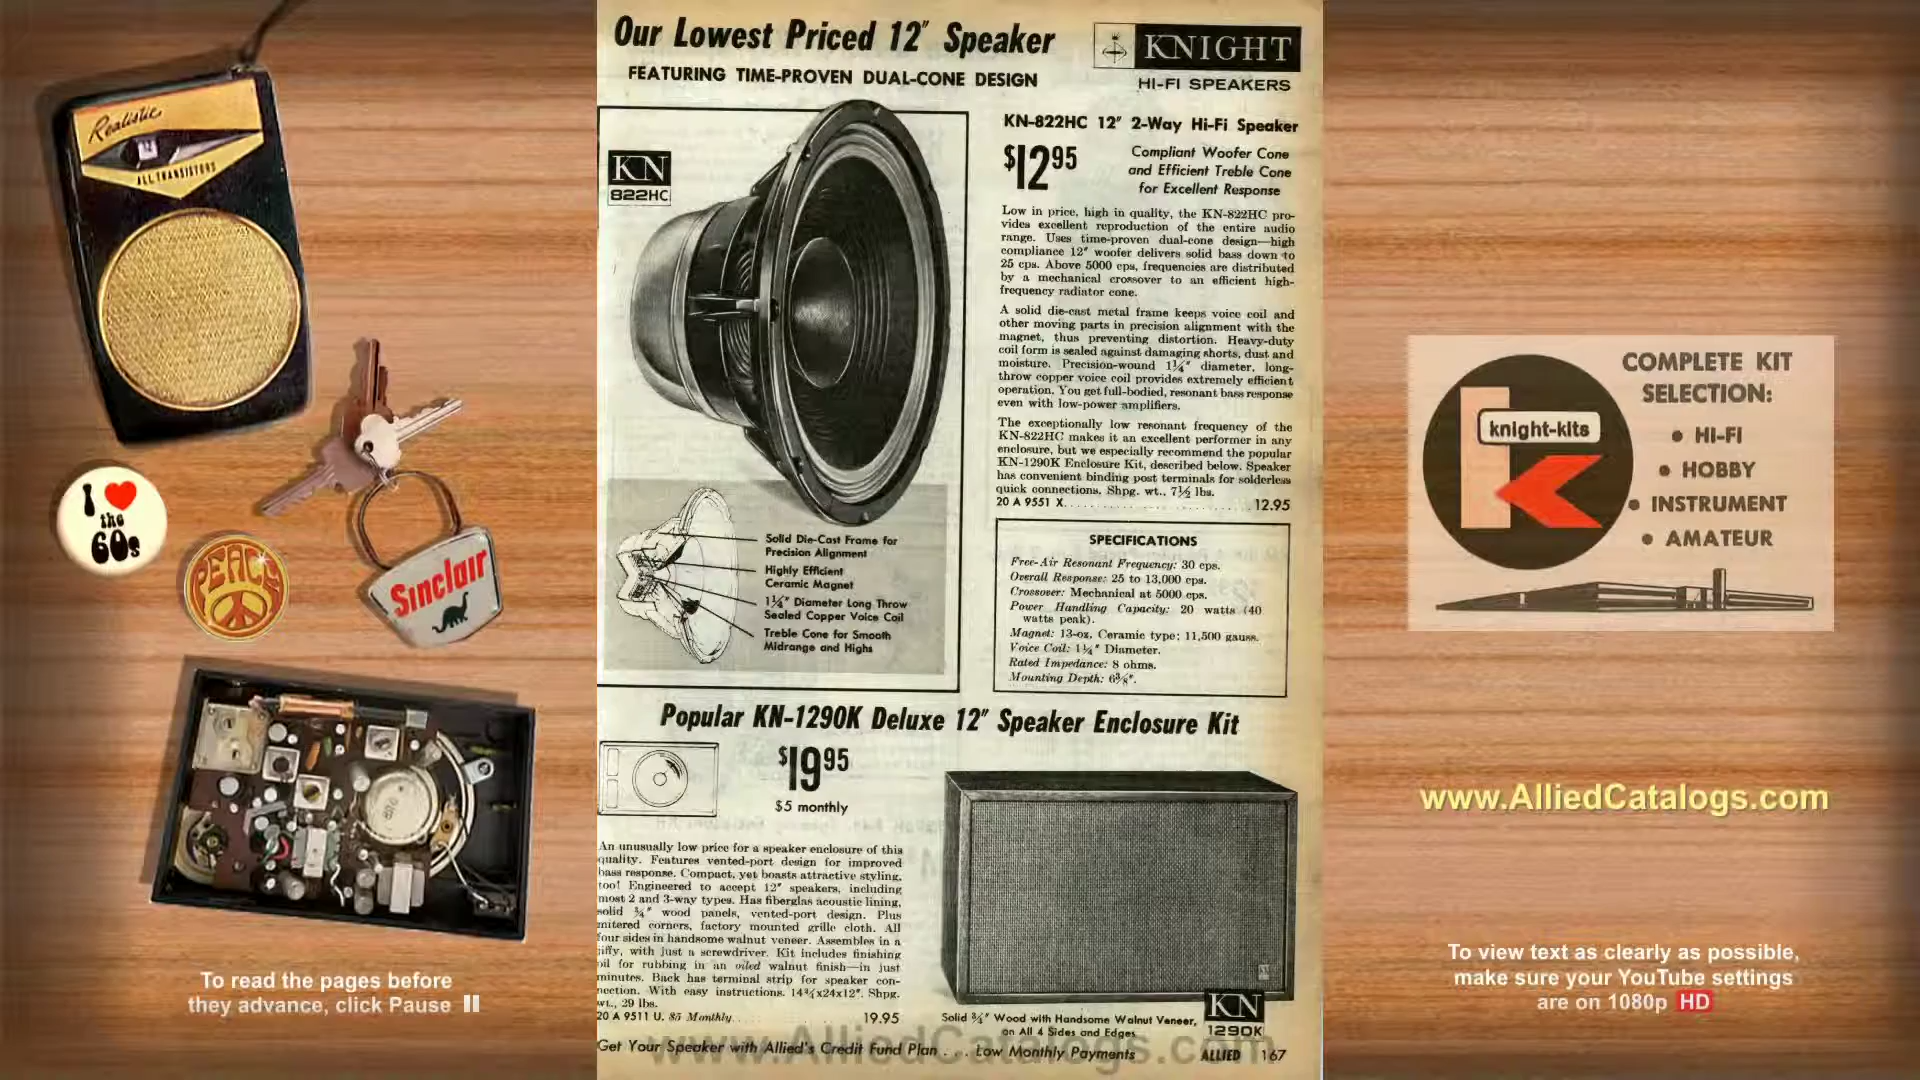 Realistic
ALL TRANSISTORS
I
the
60s
PEACE
Sinclair
To read the pages before
they advance, click Pause
Our Lowest Priced 12" Speaker
FEATURING TIME-PROVEN DUAL-CONE DESIGN
KNIGHT
HI-FI SPEAKERS
KN
822HC
KN-822HC 12" 2-Way Hi-Fi Speaker
$12 95
Compliant Woofer Cone
and Efficient Treble Cone
for Excellent Response
Low in price, high in quality, the KN-822HC pro-
vides excellent reproduction of the entire audio
range. Uses time-proven dual-cone design—high
compliance 12" woofer delivers solid bass down to
25 cps. Above 5000 cps, frequencies are distributed
by a mechanical crossover to an efficient high-
frequency radiator cone.
A solid die-cast metal frame keeps voice coil and
other moving parts in precision alignment with the
magnet, thus preventing distortion. Heavy-duty
coil form is sealed against damaging shorts, dust and
moisture. Precision-wound 1¼" diameter, long-
throw copper voice coil provides extremely efficient
operation. You get full-bodied, resonant bass response
even with low-power amplifiers.
The exceptionally low resonant frequency of the
KN-822HC makes it an excellent performer in any
enclosure, but we especially recommend the popular
KN-1290K Enclosure Kit, described below. Speaker
has convenient binding post terminals for solderless
quick connections. Shpg. wt., 7½ lbs.
20 A 9551 X. . . . . . . . . . . . . . . . . . . . . 12.95
Solid Die-Cast Frame for
Precision Alignment
Highly Efficient
Ceramic Magnet
1¼" Diameter Long Throw
Sealed Copper Voice Coil
Treble Cone for Smooth
Midrange and Highs
SPECIFICATIONS
Free-Air Resonant Frequency: 30 cps.
Overall Response: 25 to 13,000 cps.
Crossover: Mechanical at 5000 cps.
Power Handling Capacity: 20 watts (40
watts peak).
Magnet: 13-oz. Ceramic type; 11,500 gauss.
Voice Coil: 1¼" Diameter.
Rated Impedance: 8 ohms.
Mounting Depth: 6⅜".
Popular KN-1290K Deluxe 12" Speaker Enclosure Kit
$19 95
$5 monthly
An unusually low price for a speaker enclosure of this
quality. Features vented-port design for improved
bass response. Compact, yet boasts attractive styling,
too! Engineered to accept 12" speakers, including
most 2 and 3-way types. Has fiberglas acoustic lining,
solid ¾" wood panels, vented-port design. Plus
mitered corners, factory mounted grille cloth. All
four sides in handsome walnut veneer. Assembles in a
jiffy, with just a screwdriver. Kit includes finishing
oil for rubbing in an oiled walnut finish—in just
minutes. Back has terminal strip for speaker con-
nection. With easy instructions. 14¾x24x12". Shpg.
wt., 29 lbs.
20 A 9511 U. $5 Monthly. . . . . . . . 19.95
Solid ¾" Wood with Handsome Walnut Veneer,
on All 4 Sides and Edges
KN
1290K
Get Your Speaker with Allied's Credit Fund Plan . . . Low Monthly Payments
ALLIED 167
www.AlliedCatalogs.com
knight-kits
COMPLETE KIT
SELECTION:
● HI-FI
● HOBBY
● INSTRUMENT
● AMATEUR
www.AlliedCatalogs.com
To view text as clearly as possible,
make sure your YouTube settings
are on 1080p HD